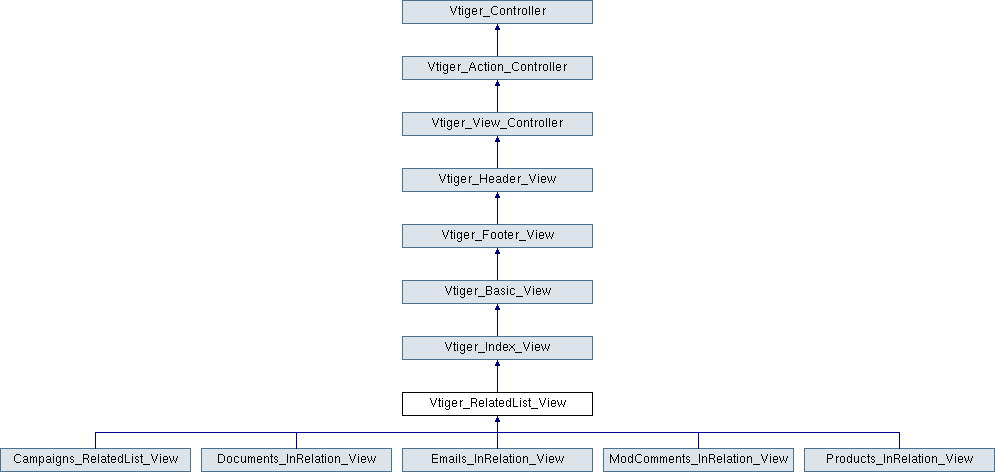 Vtiger_Controller
Vtiger_Action_Controller
Vtiger_View_Controller
Vtiger_Header_View
Vtiger_Footer_View
Vtiger_Basic_View
Vtiger_Index_View
Vtiger_RelatedList_View
Campaigns_RelatedList_View Documents_InRelation_View Emails_InRelation_View ModComments_InRelation_View Products_InRelation_View